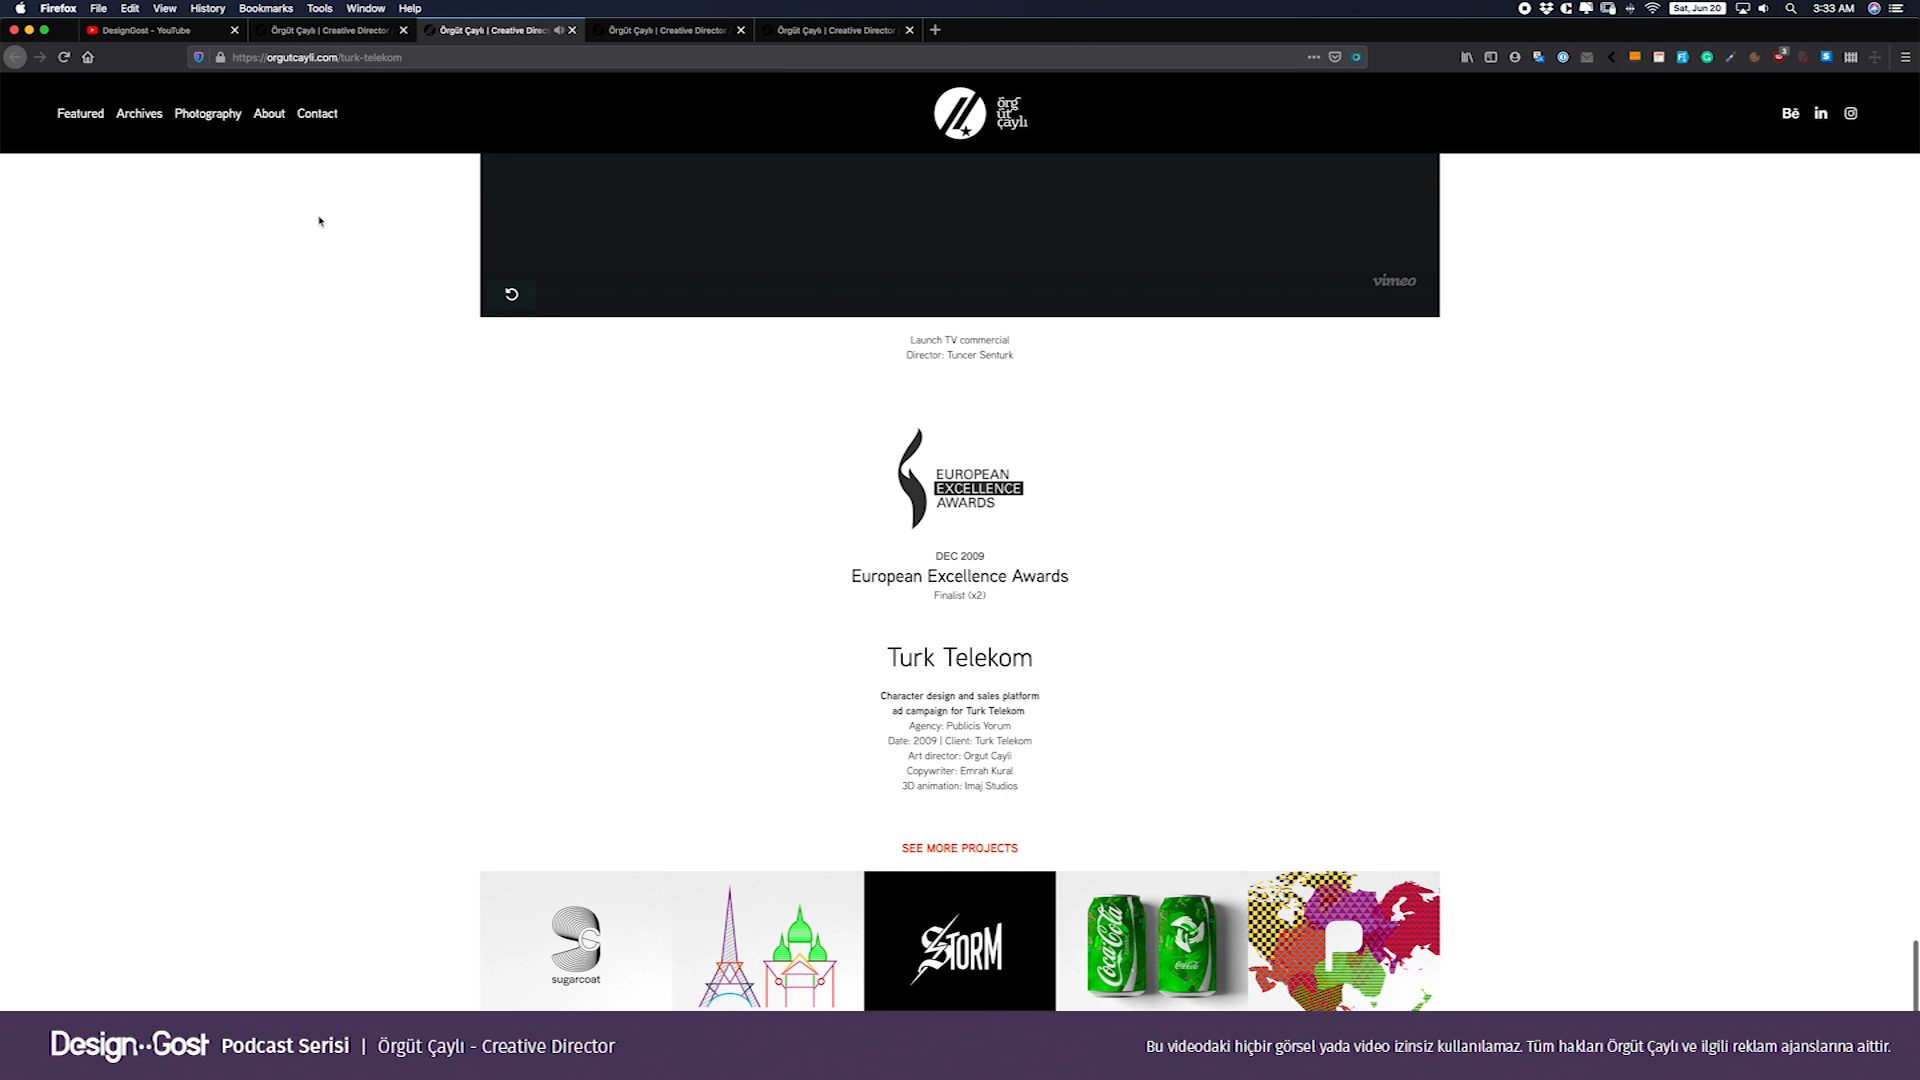 Firefox File Edit View History Bookmarks Tools Window Help
Sat, Jun 20
3:33 AM
DesignGost - YouTube
Örgüt Çaylı | Creative Director
Örgüt Çaylı | Creative Direc
Örgüt Çaylı | Creative Director
Örgüt Çaylı | Creative Director
https://orgutcayli.com/turk-telekom
3
Featured Archives Photography About Contact
örg
üt
çaylı
Bē in
vimeo
Launch TV commercial
Director: Tuncer Senturk
EUROPEAN
EXCELLENCE
AWARDS
DEC 2009
European Excellence Awards
Finalist (x2)
Turk Telekom
Character design and sales platform
ad campaign for Turk Telekom
Agency: Publicis Yorum
Date: 2009 | Client: Turk Telekom
Art director: Orgut Cayli
Copywriter: Emrah Kural
3D animation: Imaj Studios
SEE MORE PROJECTS
sugarcoat
STORM
Coca-Cola
Coca-Cola
Design··Gost Podcast Serisi | Örgüt Çaylı - Creative Director
Bu videodaki hiçbir görsel yada video izinsiz kullanılamaz. Tüm hakları Örgüt Çaylı ve ilgili reklam ajanslarına aittir.